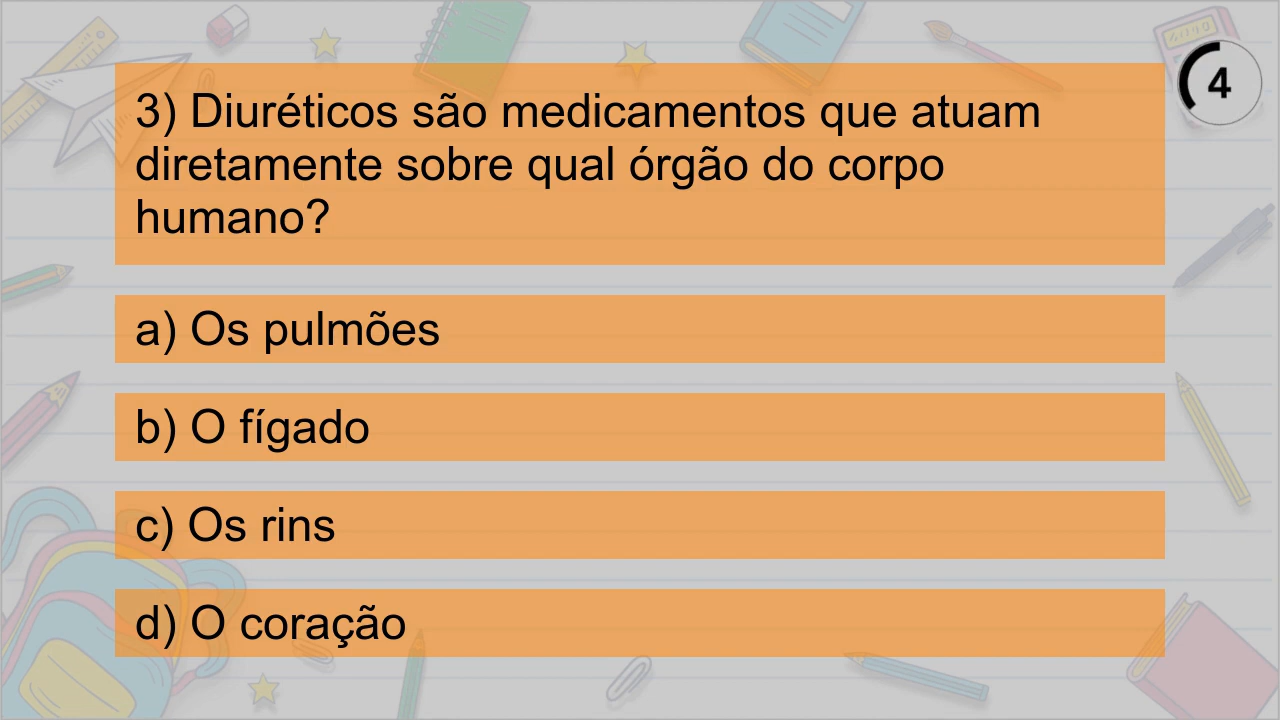 3) Diuréticos são medicamentos que atuam
diretamente sobre qual órgão do corpo
humano?
4
a) Os pulmões
b) O fígado
c) Os rins
d) O coração